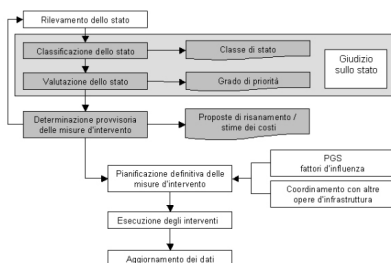 Rilevamento dello stato
Classificazione dello stato
Classe di stato
Giudizio
sullo stato
Valutazione dello stato
Grado di priorità
Determinazione provvisoria
delle misure d'intervento
Proposte di risanamento /
stime dei costi
PGS
fattori d'influenza
Pianificazione definitiva delle
misure d'intervento
Coordinamento con altre
opere d'infrastruttura
Esecuzione degli interventi
Aggiornamento dei dati